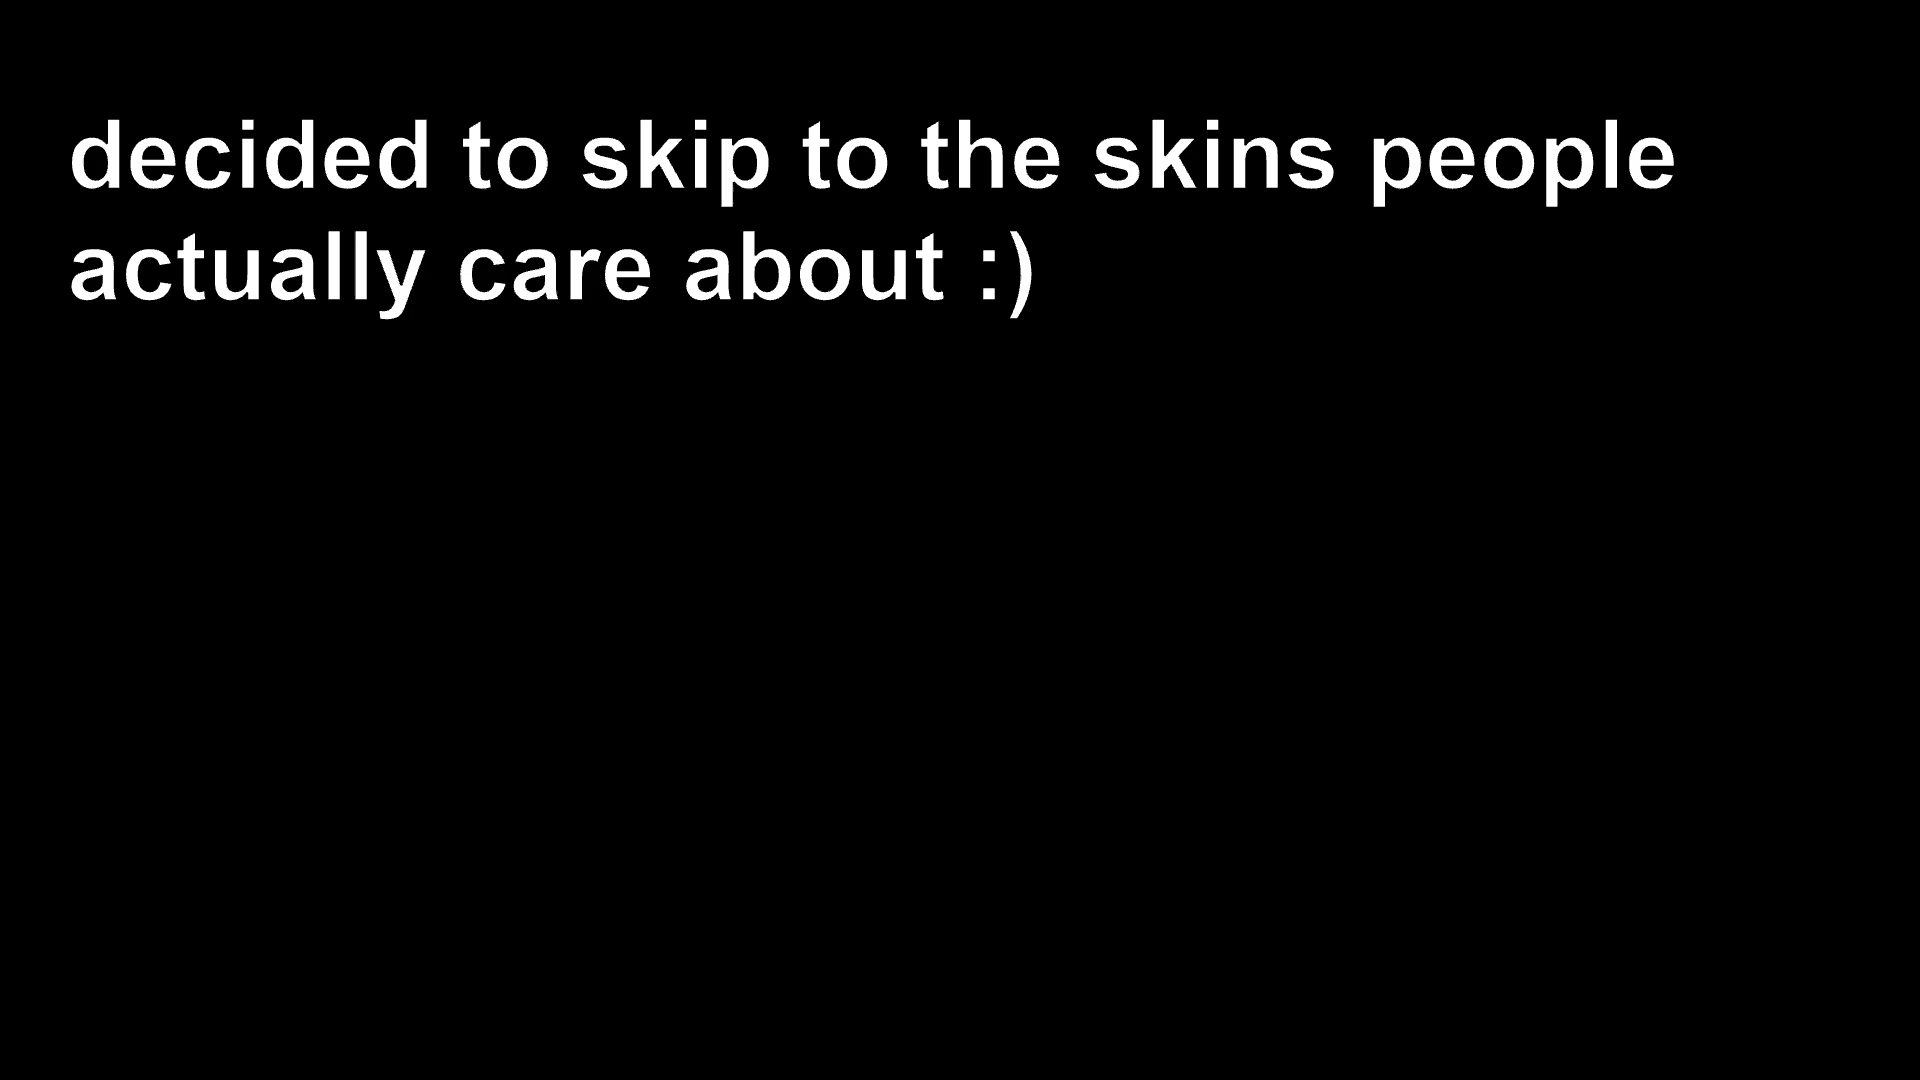 decided to skip to the skins people
actually care about :)